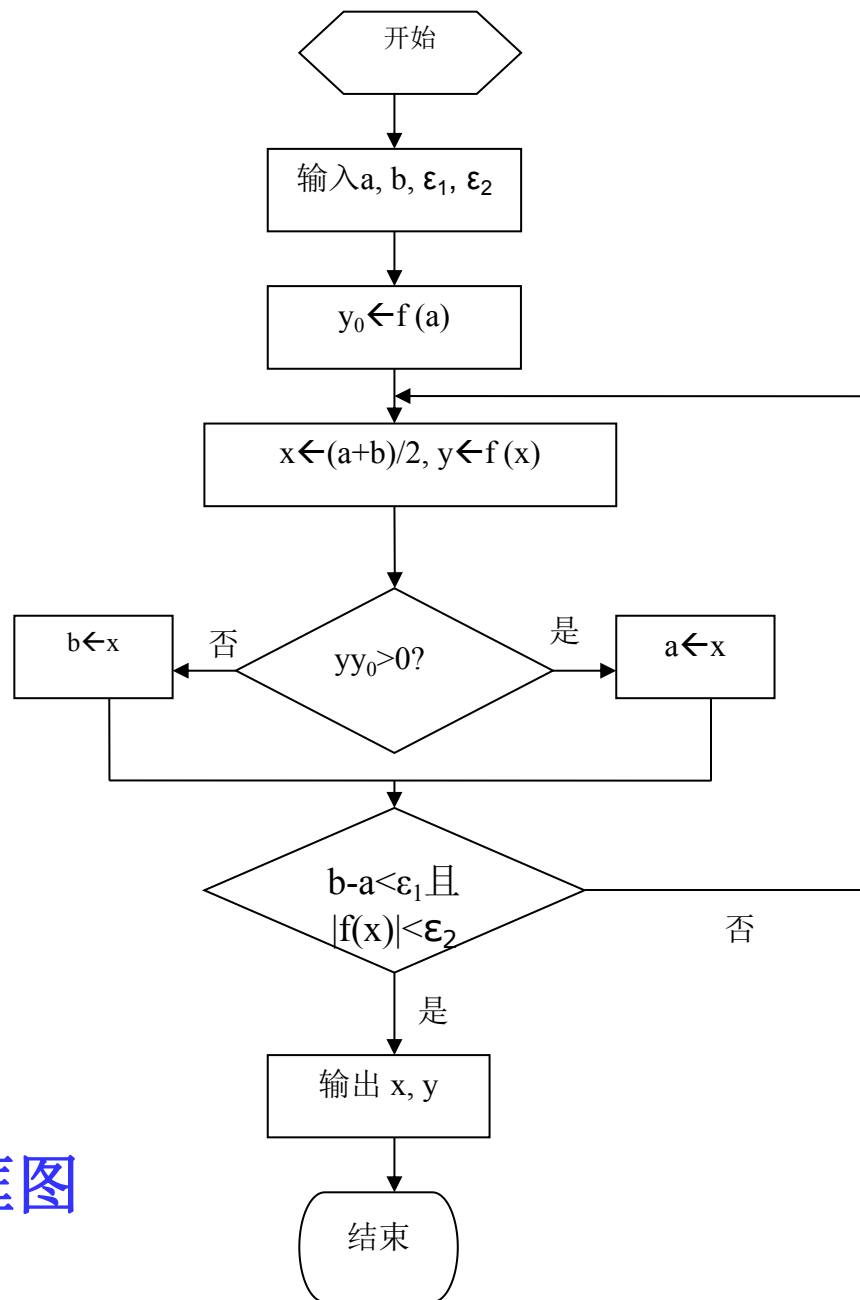 开始
输入a, b, ε₁, ε₂
y₀←f (a)
x←(a+b)/2, y←f (x)
b←x
否
yy₀>0?
是
a←x
b-a<ε₁且
|f(x)|<ε₂
否
是
输出 x, y
图
结束